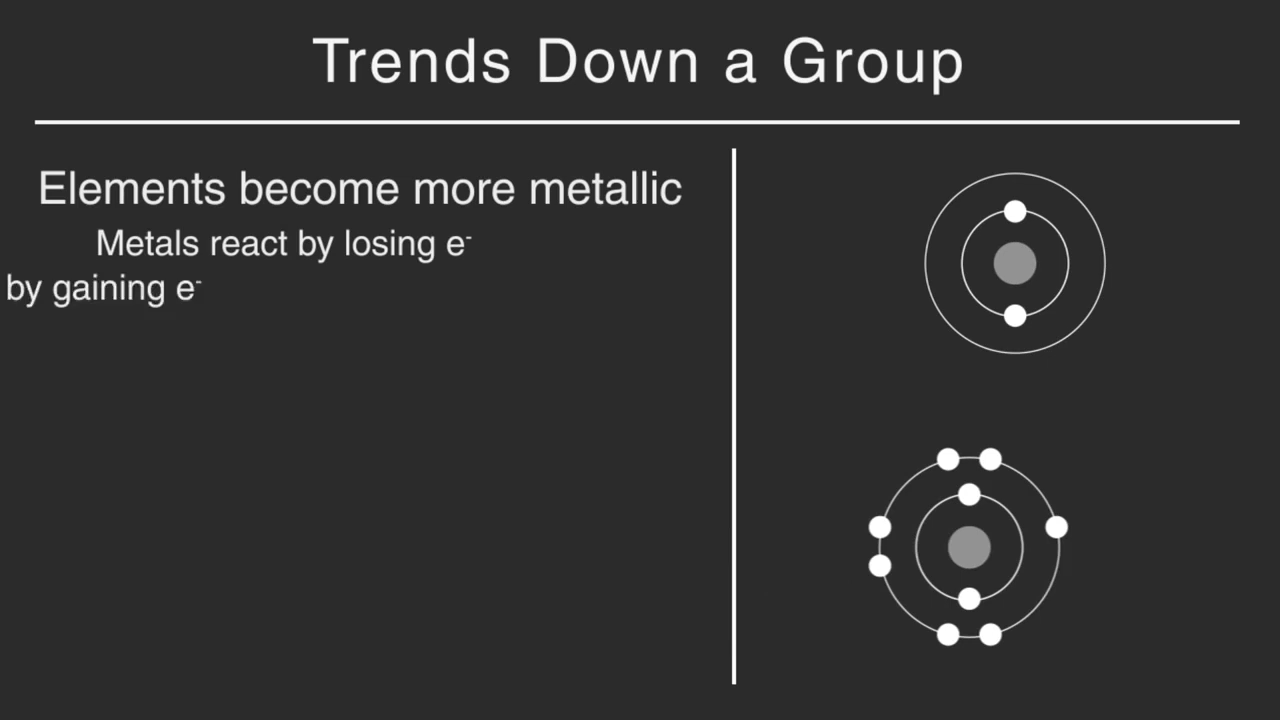 Trends Down a Group
Elements become more metallic
Metals react by losing e⁻
by gaining e⁻